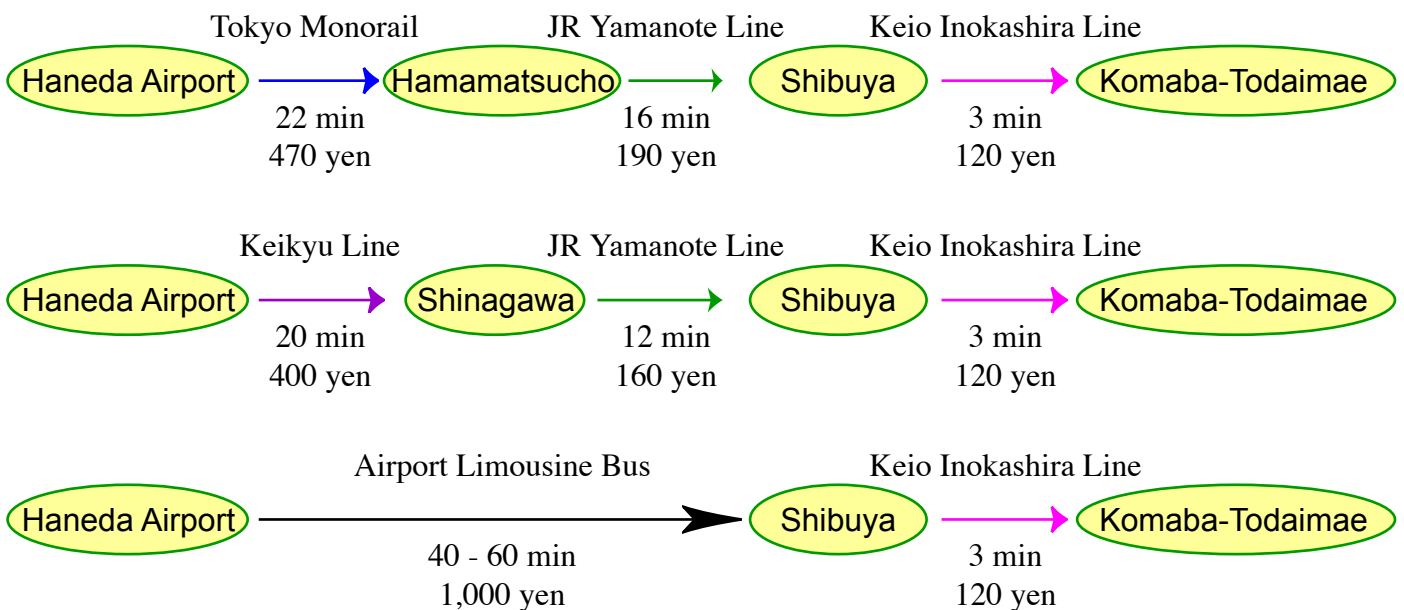 Tokyo Monorail JR Yamanote Line Keio Inokashira Line
Haneda Airport Hamamatsucho Shibuya Komaba-Todaimae
22 min 16 min 3 min
470 yen 190 yen 120 yen
Keikyu Line JR Yamanote Line Keio Inokashira Line
Haneda Airport Shinagawa Shibuya Komaba-Todaimae
20 min 12 min 3 min
400 yen 160 yen 120 yen
Airport Limousine Bus Keio Inokashira Line
Haneda Airport Shibuya Komaba-Todaimae
40 - 60 min 3 min
1,000 yen 120 yen